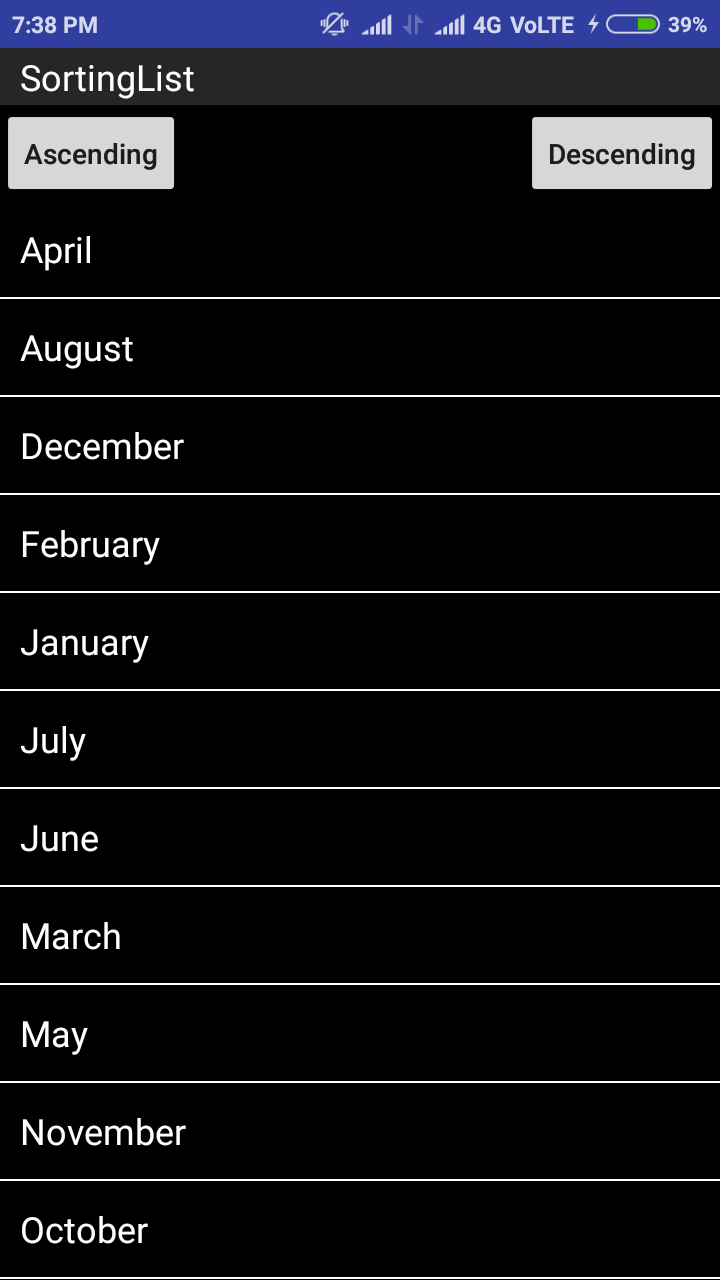 7:38 PM 4G VoLTE 39%
SortingList
Ascending Descending
April
August
December
February
January
July
June
March
May
November
October